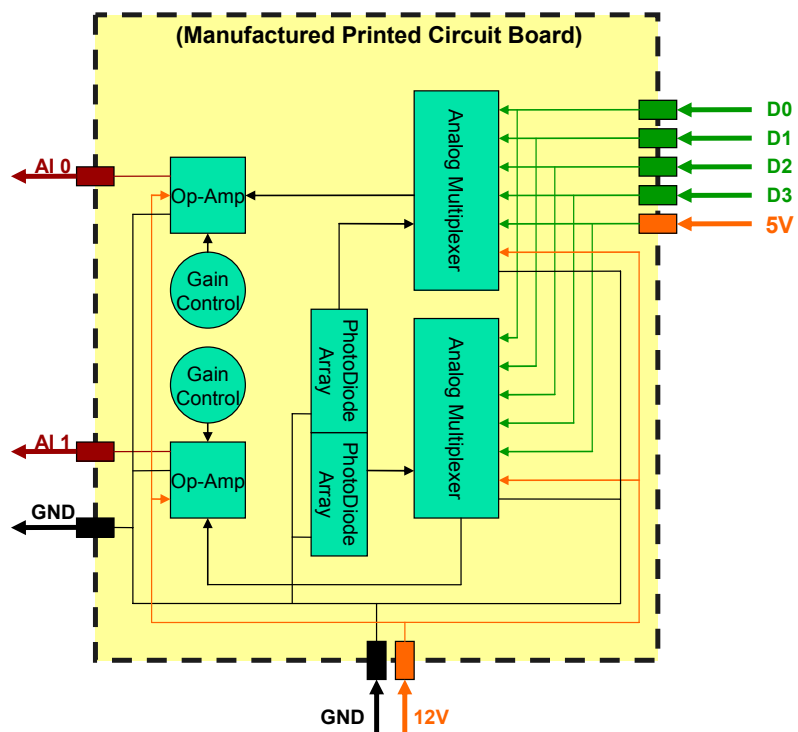 (Manufactured Printed Circuit Board)
D0
D1
D2
D3
5V
AI 0
Op-Amp
Analog Multiplexer
Gain
Control
PhotoDiode
Array
Gain
Control
Analog Multiplexer
AI 1
Op-Amp
PhotoDiode
Array
GND
GND
12V